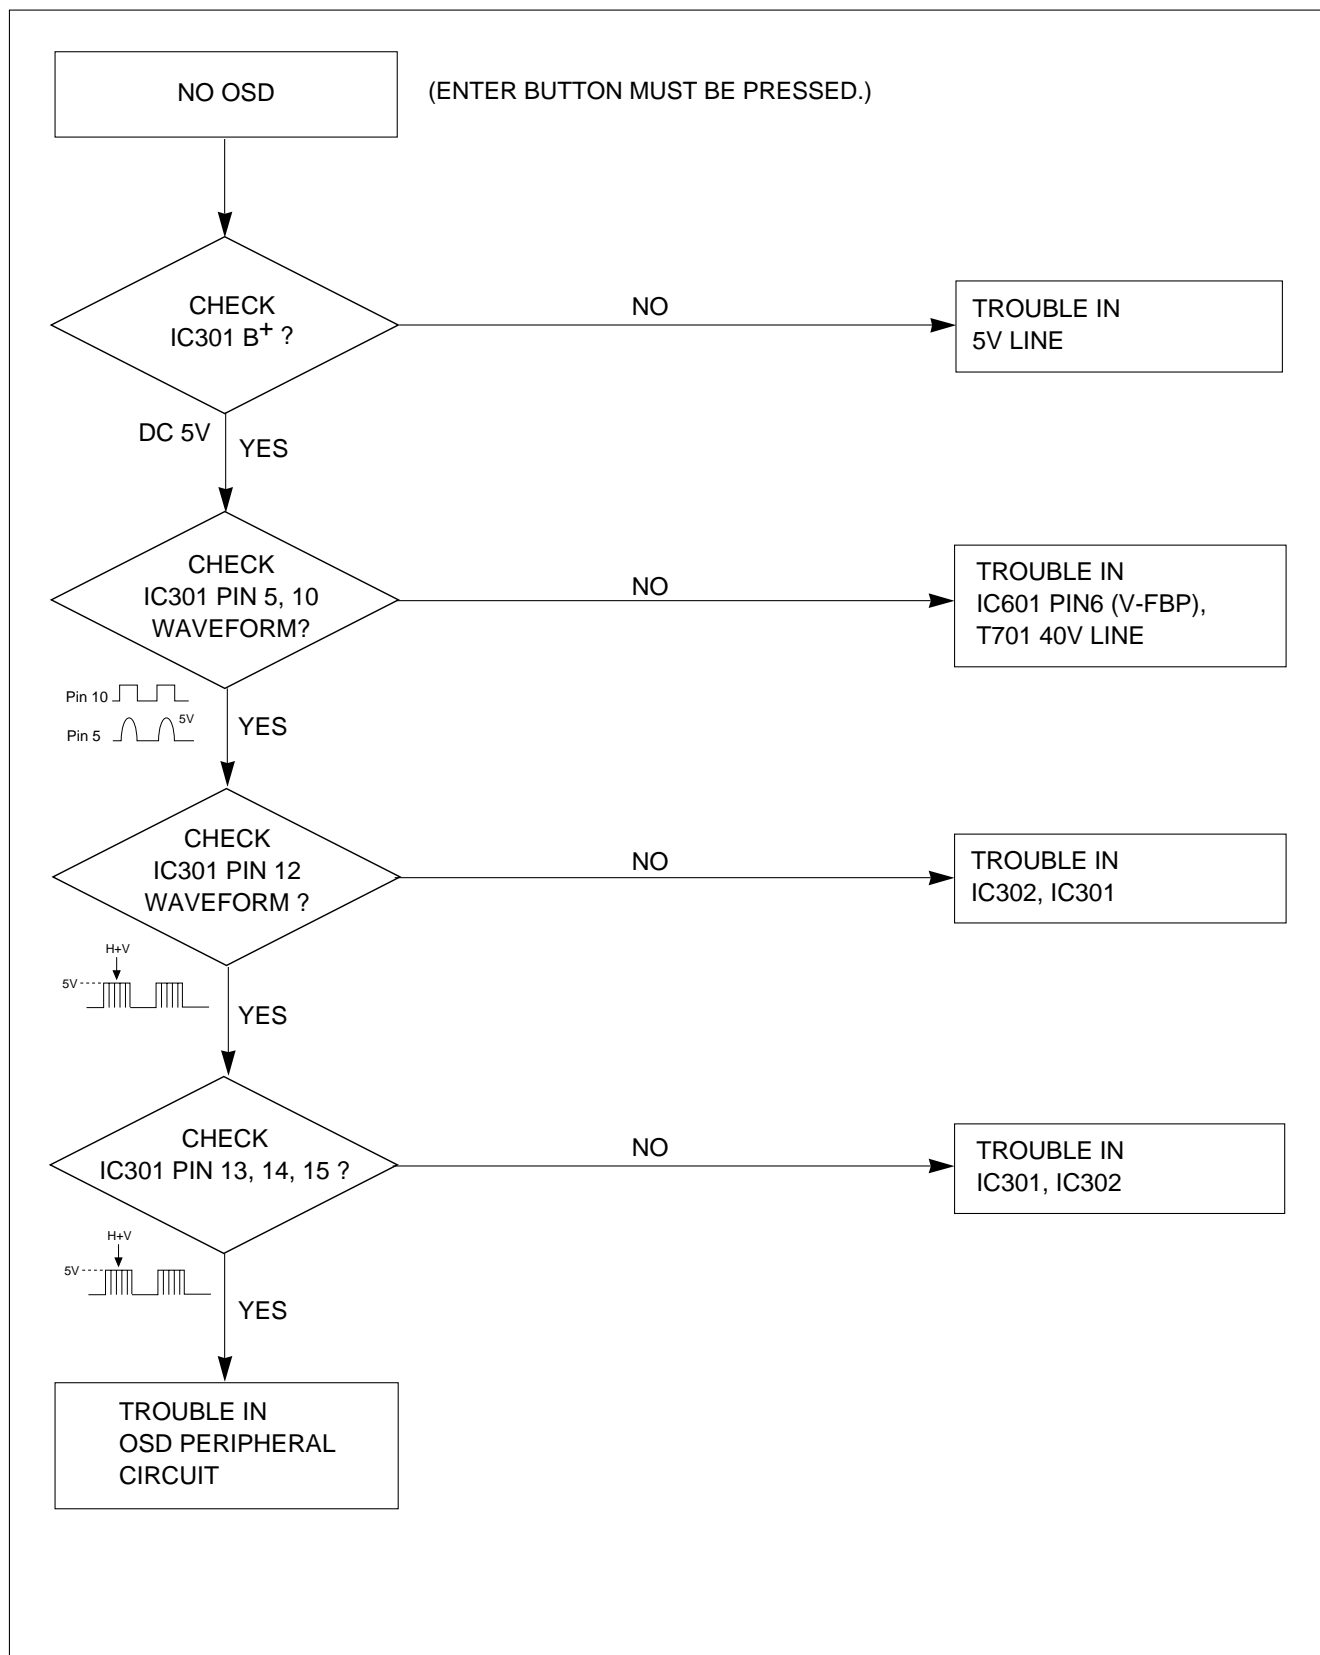 NO OSD
(ENTER BUTTON MUST BE PRESSED.)
CHECK
IC301 B+ ?
NO
TROUBLE IN
5V LINE
DC 5V
YES
CHECK
IC301 PIN 5, 10
WAVEFORM?
NO
TROUBLE IN
IC601 PIN6 (V-FBP),
T701 40V LINE
Pin 10
5V
Pin 5
YES
CHECK
IC301 PIN 12
WAVEFORM ?
NO
TROUBLE IN
IC302, IC301
H+V
5V
YES
CHECK
IC301 PIN 13, 14, 15 ?
NO
TROUBLE IN
IC301, IC302
H+V
5V
YES
TROUBLE IN
OSD PERIPHERAL
CIRCUIT